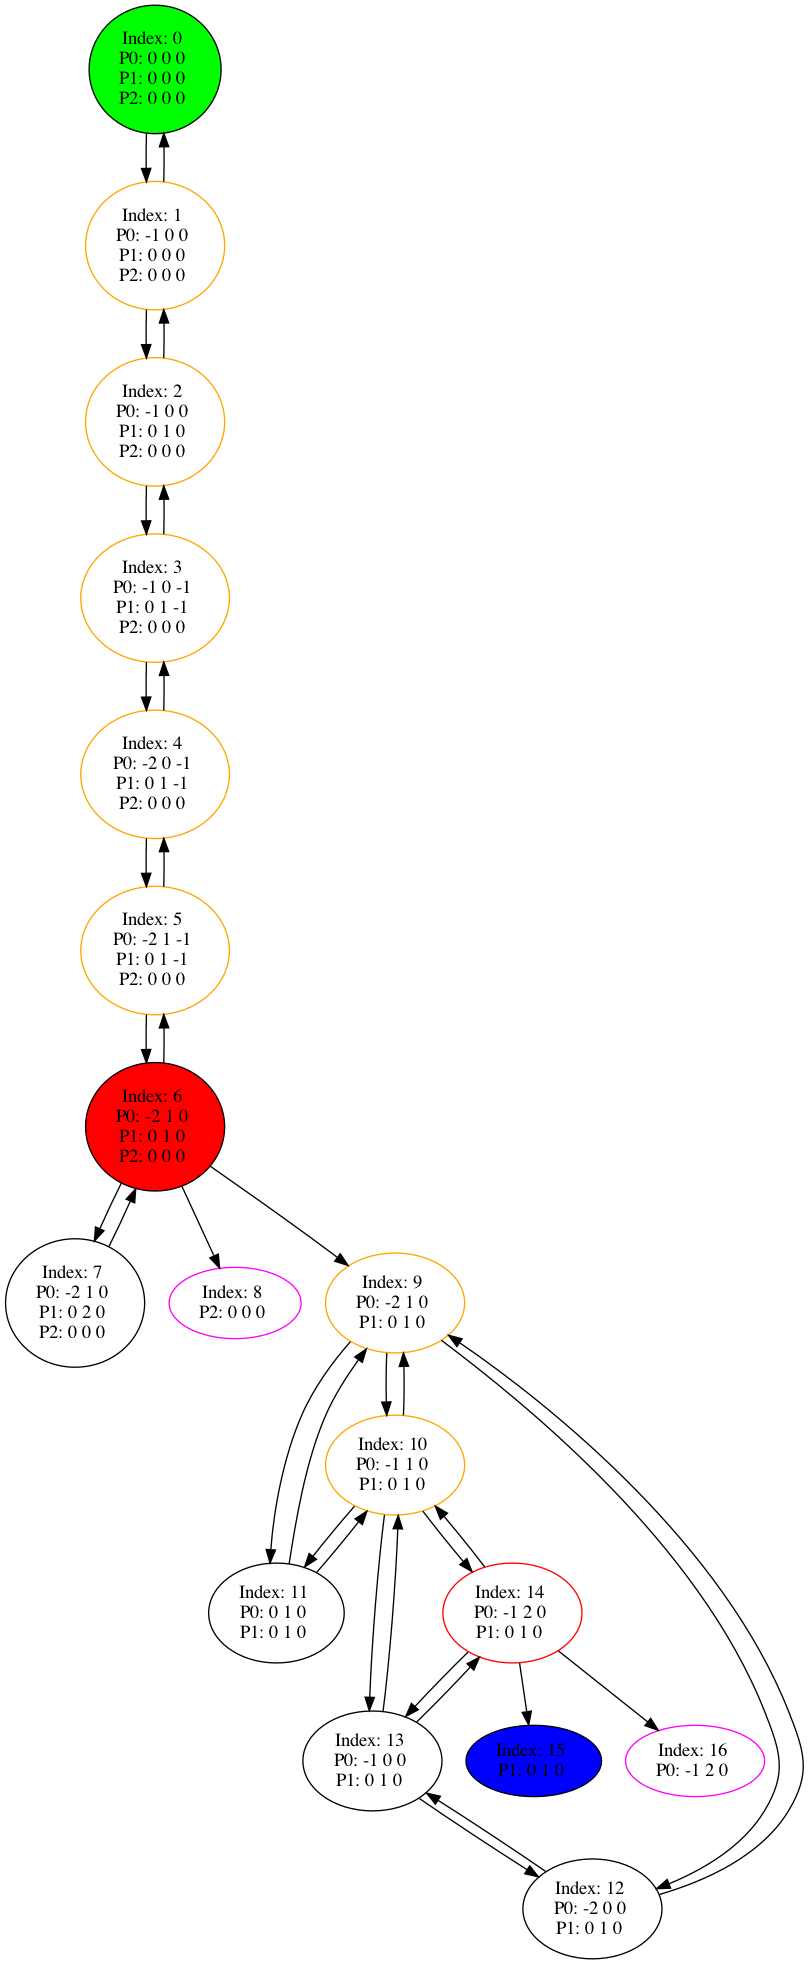 Index: 0
P0: 0 0 0
P1: 0 0 0
P2: 0 0 0
Index: 1
P0: -1 0 0
P1: 0 0 0
P2: 0 0 0
Index: 2
P0: -1 0 0
P1: 0 1 0
P2: 0 0 0
Index: 3
P0: -1 0 -1
P1: 0 1 -1
P2: 0 0 0
Index: 4
P0: -2 0 -1
P1: 0 1 -1
P2: 0 0 0
Index: 5
P0: -2 1 -1
P1: 0 1 -1
P2: 0 0 0
Index: 6
P0: -2 1 0
P1: 0 1 0
P2: 0 0 0
Index: 7
P0: -2 1 0
P1: 0 2 0
P2: 0 0 0
Index: 8
P2: 0 0 0
Index: 9
P0: -2 1 0
P1: 0 1 0
Index: 10
P0: -1 1 0
P1: 0 1 0
Index: 11
P0: 0 1 0
P1: 0 1 0
Index: 14
P0: -1 2 0
P1: 0 1 0
Index: 13
P0: -1 0 0
P1: 0 1 0
Index: 15
P1: 0 1 0
Index: 16
P0: -1 2 0
Index: 12
P0: -2 0 0
P1: 0 1 0